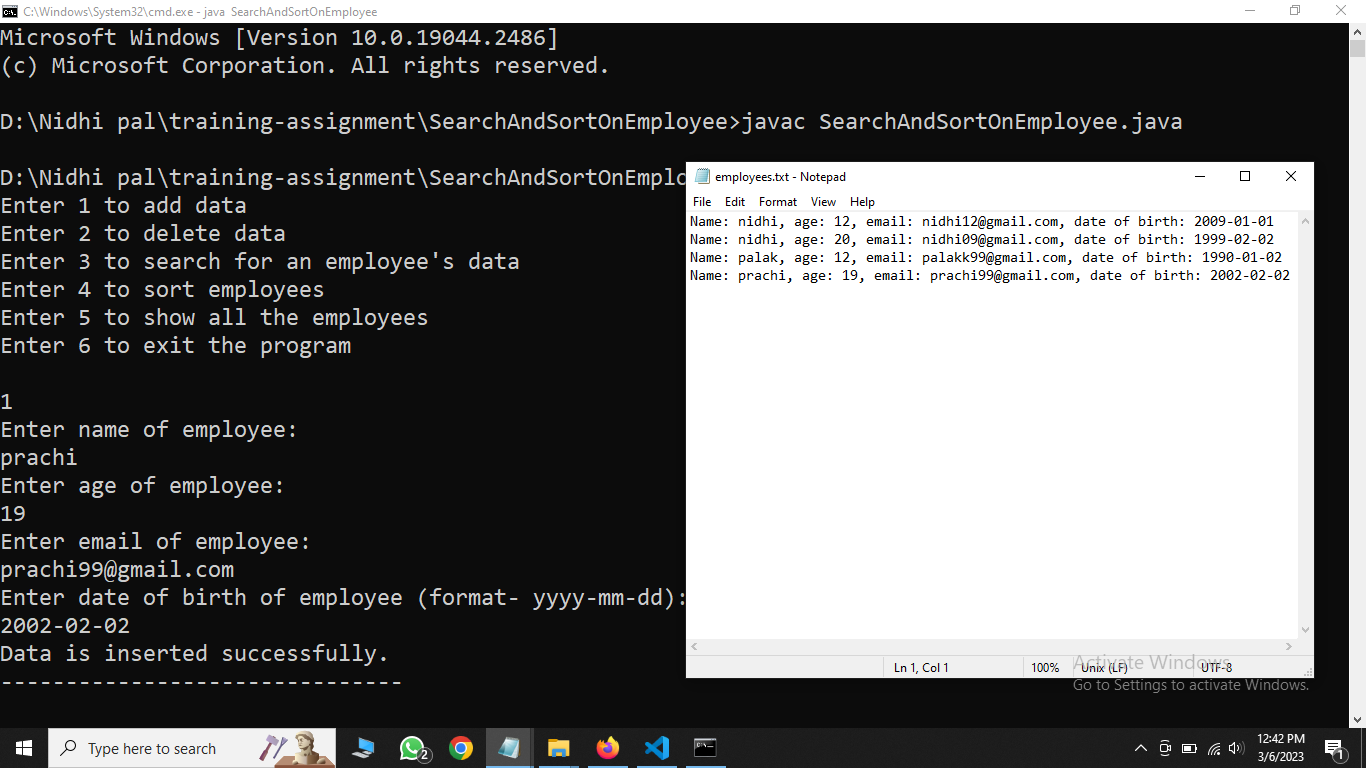 C:\Windows\System32\cmd.exe - java  SearchAndSortOnEmployee
Microsoft Windows [Version 10.0.19044.2486]
(c) Microsoft Corporation. All rights reserved.
D:\Nidhi pal\training-assignment\SearchAndSortOnEmployee>javac SearchAndSortOnEmployee.java
D:\Nidhi pal\training-assignment\SearchAndSortOnEmplo
Enter 1 to add data
Enter 2 to delete data
Enter 3 to search for an employee's data
Enter 4 to sort employees
Enter 5 to show all the employees
Enter 6 to exit the program
1
Enter name of employee:
prachi
Enter age of employee:
19
Enter email of employee:
prachi99@gmail.com
Enter date of birth of employee (format- yyyy-mm-dd):
2002-02-02
Data is inserted successfully.
------------------------------
employees.txt - Notepad
File Edit Format View Help
Name: nidhi, age: 12, email: nidhi12@gmail.com, date of birth: 2009-01-01
Name: nidhi, age: 20, email: nidhi09@gmail.com, date of birth: 1999-02-02
Name: palak, age: 12, email: palakk99@gmail.com, date of birth: 1990-01-02
Name: prachi, age: 19, email: prachi99@gmail.com, date of birth: 2002-02-02
Ln 1, Col 1 100% Unix (LF) UTF-8
Activate Windows
Go to Settings to activate Windows.
Type here to search
2
12:42 PM
3/6/2023
1